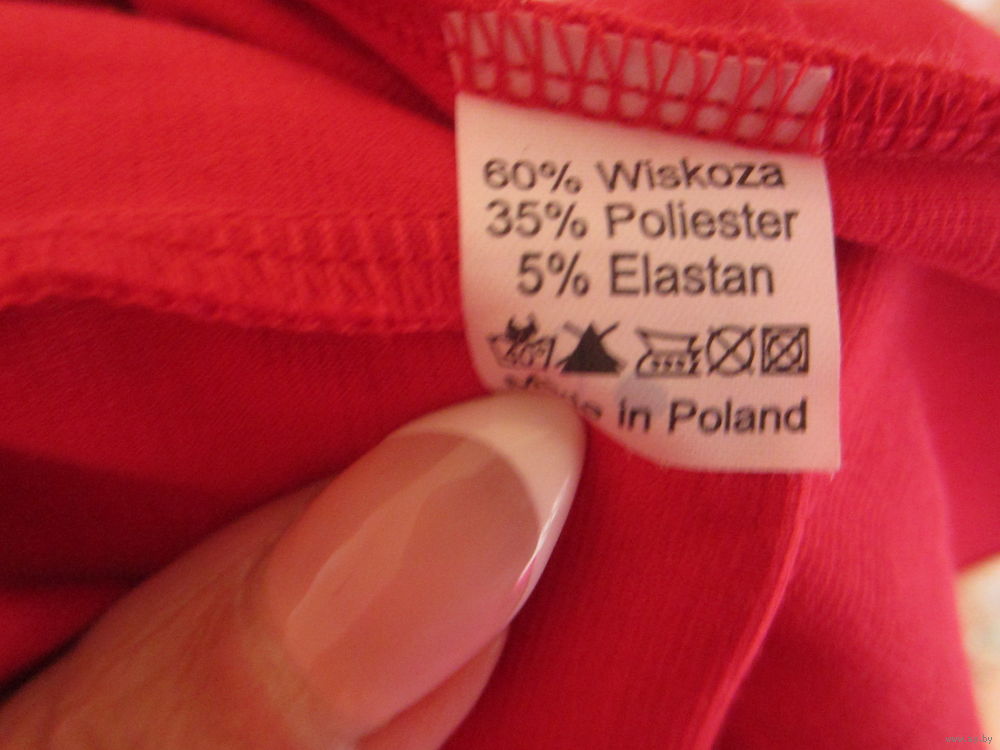 60% Wiskoza
35% Poliester
5% Elastan
40°
in Poland